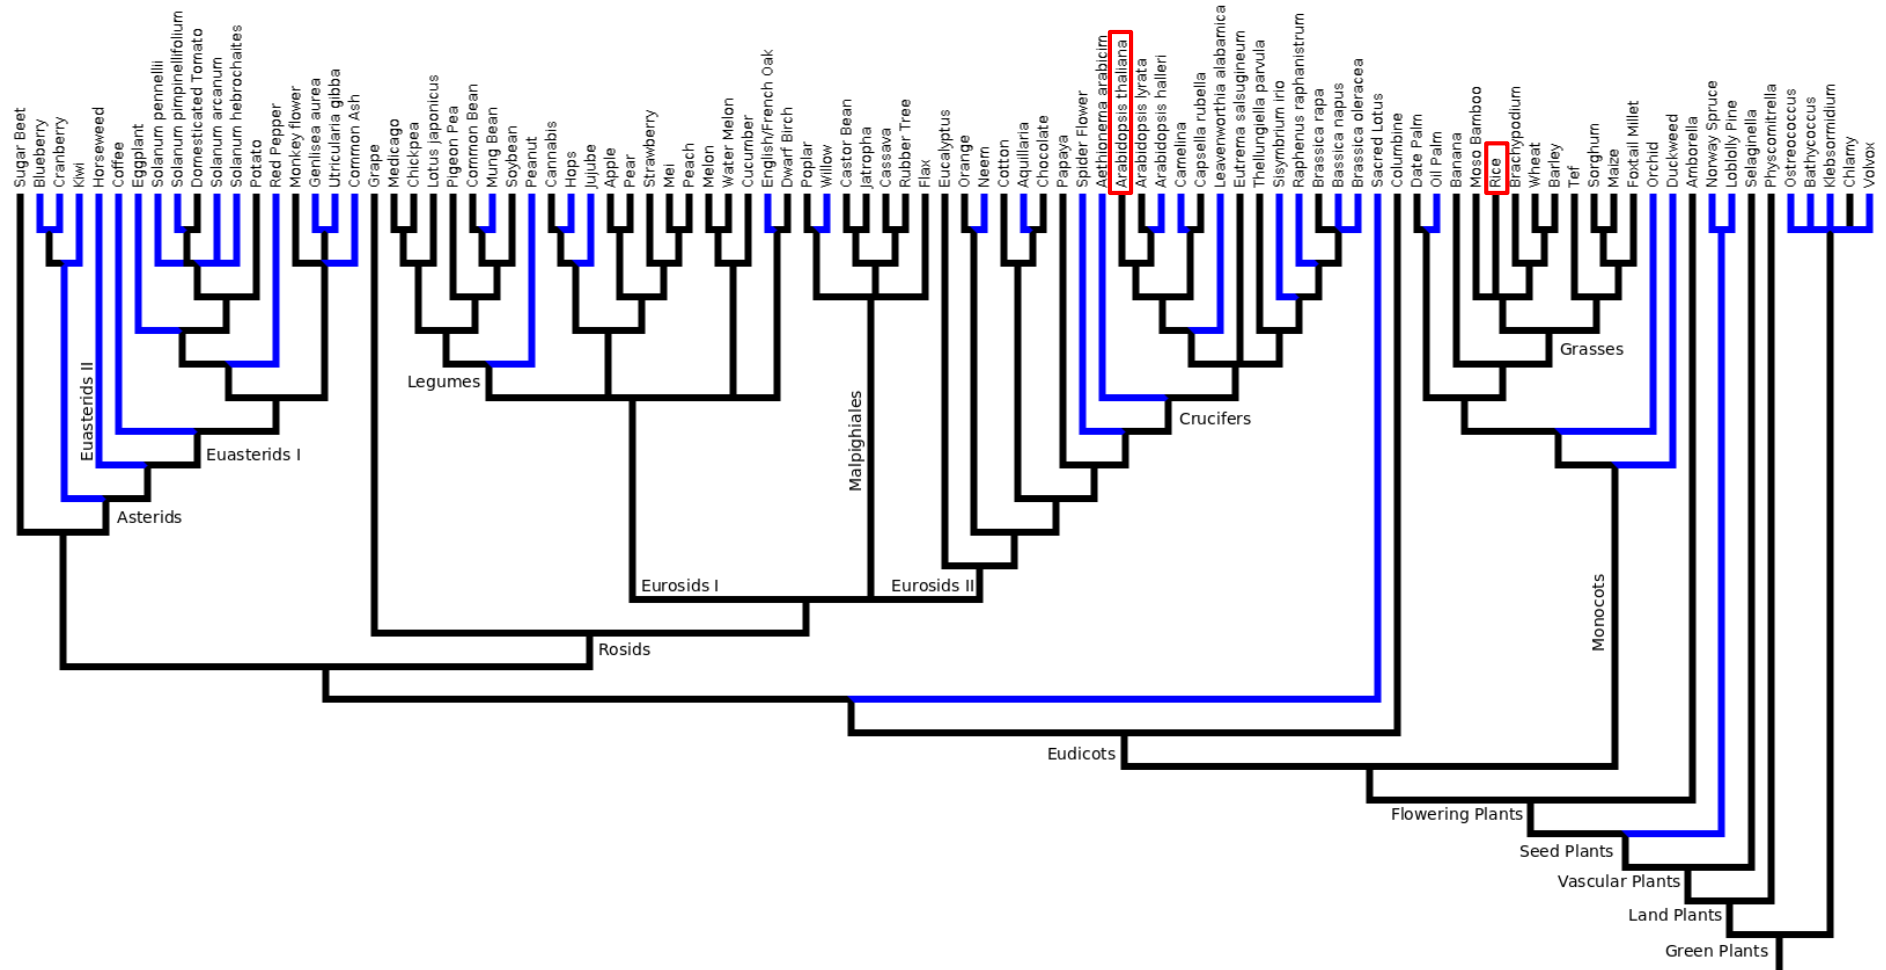 Sugar Beet
Blueberry
Cranberry
Kiwi
Horseweed
Coffee
Eggplant
Solanum pennellii
Solanum pimpinellifolium
Domesticated Tomato
Solanum arcanum
Solanum hebrochaites
Potato
Red Pepper
Monkey flower
Genlisea aurea
Utricularia gibba
Common Ash
Grape
Medicago
Chickpea
Lotus japonicus
Pigeon Pea
Common Bean
Mung Bean
Soybean
Peanut
Cannabis
Hops
Jujube
Apple
Pear
Strawberry
Mei
Peach
Melon
Water Melon
Cucumber
English/French Oak
Dwarf Birch
Poplar
Willow
Castor Bean
Jatropha
Cassava
Rubber Tree
Flax
Eucalyptus
Orange
Neem
Cotton
Aquillaria
Chocolate
Papaya
Spider Flower
Aethionema arabicim
Arabidopsis thaliana
Arabidopsis lyrata
Arabidopsis halleri
Camelina
Capsella rubella
Leavenworthia alabamica
Eutrema salsugineum
Thellungiella parvula
Sisymbrium irio
Raphenus raphanistrum
Brassica rapa
Bassica napus
Brassica oleracea
Sacred Lotus
Columbine
Date Palm
Oil Palm
Banana
Moso Bamboo
Rice
Brachypodium
Wheat
Barley
Tef
Sorghum
Maize
Foxtail Millet
Orchid
Duckweed
Amborella
Norway Spruce
Loblolly Pine
Selaginella
Physcomitrella
Ostreococcus
Bathycoccus
Klebsormidium
Chlamy
Volvox
Grasses
Legumes
Crucifers
Euasterids II
Euasterids I
Malpighiales
Asterids
Eurosids I
Eurosids II
Monocots
Rosids
Eudicots
Flowering Plants
Seed Plants
Vascular Plants
Land Plants
Green Plants